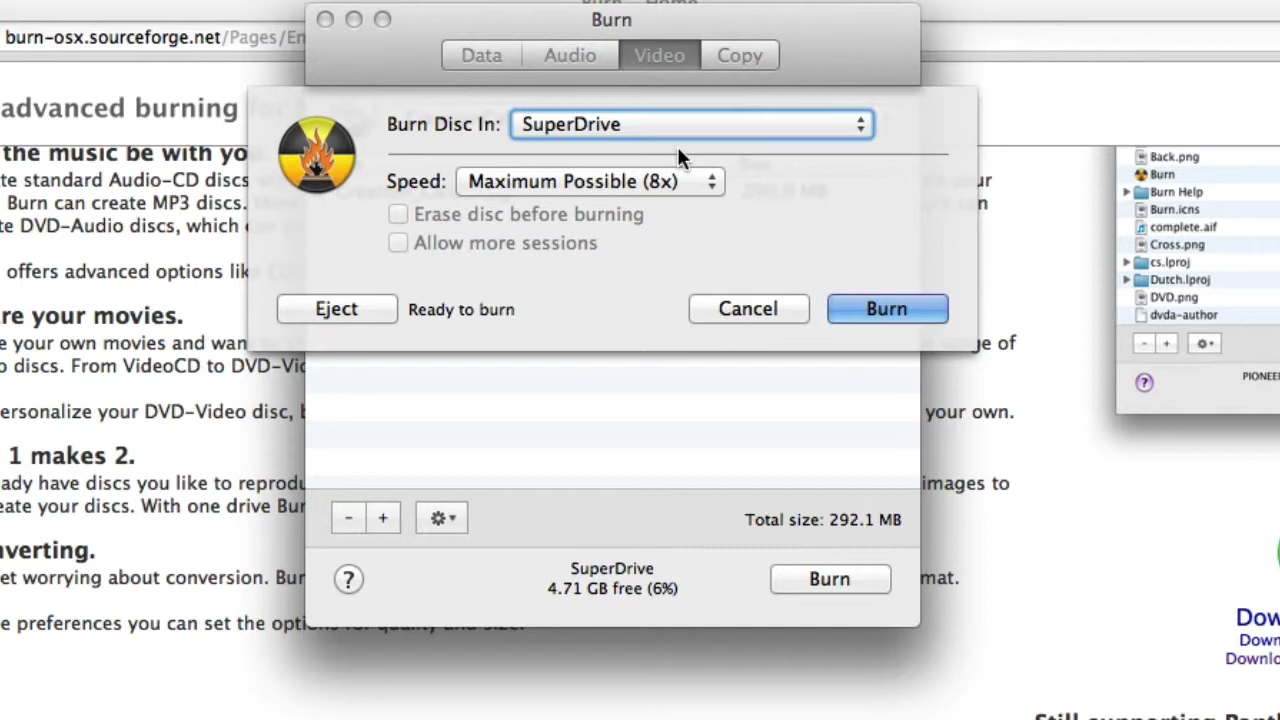 Burn
burn-osx.sourceforge.net/Pages/En
Data Audio Video Copy
advanced burning
Burn Disc In: SuperDrive
the music be with you
Speed: Maximum Possible (8x)
Erase disc before burning
Allow more sessions
te standard Audio-CD discs
Burn can create MP3 discs.
te DVD-Audio discs, which
offers advanced options like
re your movies.
Eject Ready to burn Cancel Burn
e your own movies and want
o discs. From VideoCD to DVD-Vid
ge of
ersonalize your DVD-Video disc,
your own.
1 makes 2.
ady have discs you like to reprodu
images to
eate your discs. With one drive Bur
- +
Total size: 292.1 MB
nverting.
et worrying about conversion. Bur
mat.
SuperDrive
4.71 GB free (6%)
? Burn
e preferences you can set the options for quality and size.
Back.png
Burn
Burn Help
Burn.icns
complete.aif
Cross.png
cs.lproj
Dutch.lproj
DVD.png
dvda-author
- +
? PIONEER
Dow
Down
Downlo